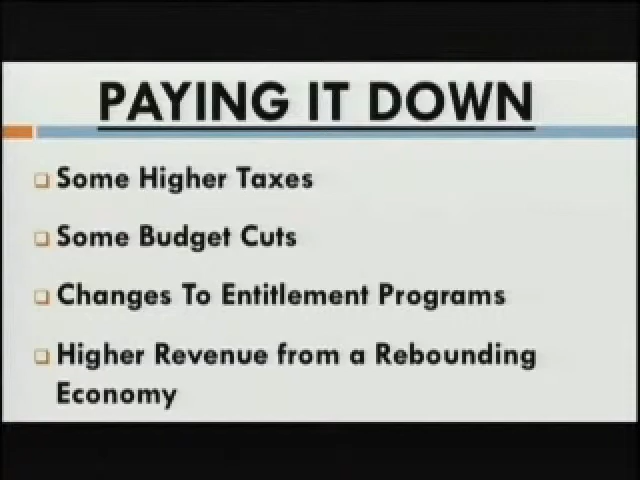 PAYING IT DOWN
Some Higher Taxes
Some Budget Cuts
Changes To Entitlement Programs
Higher Revenue from a Rebounding
Economy